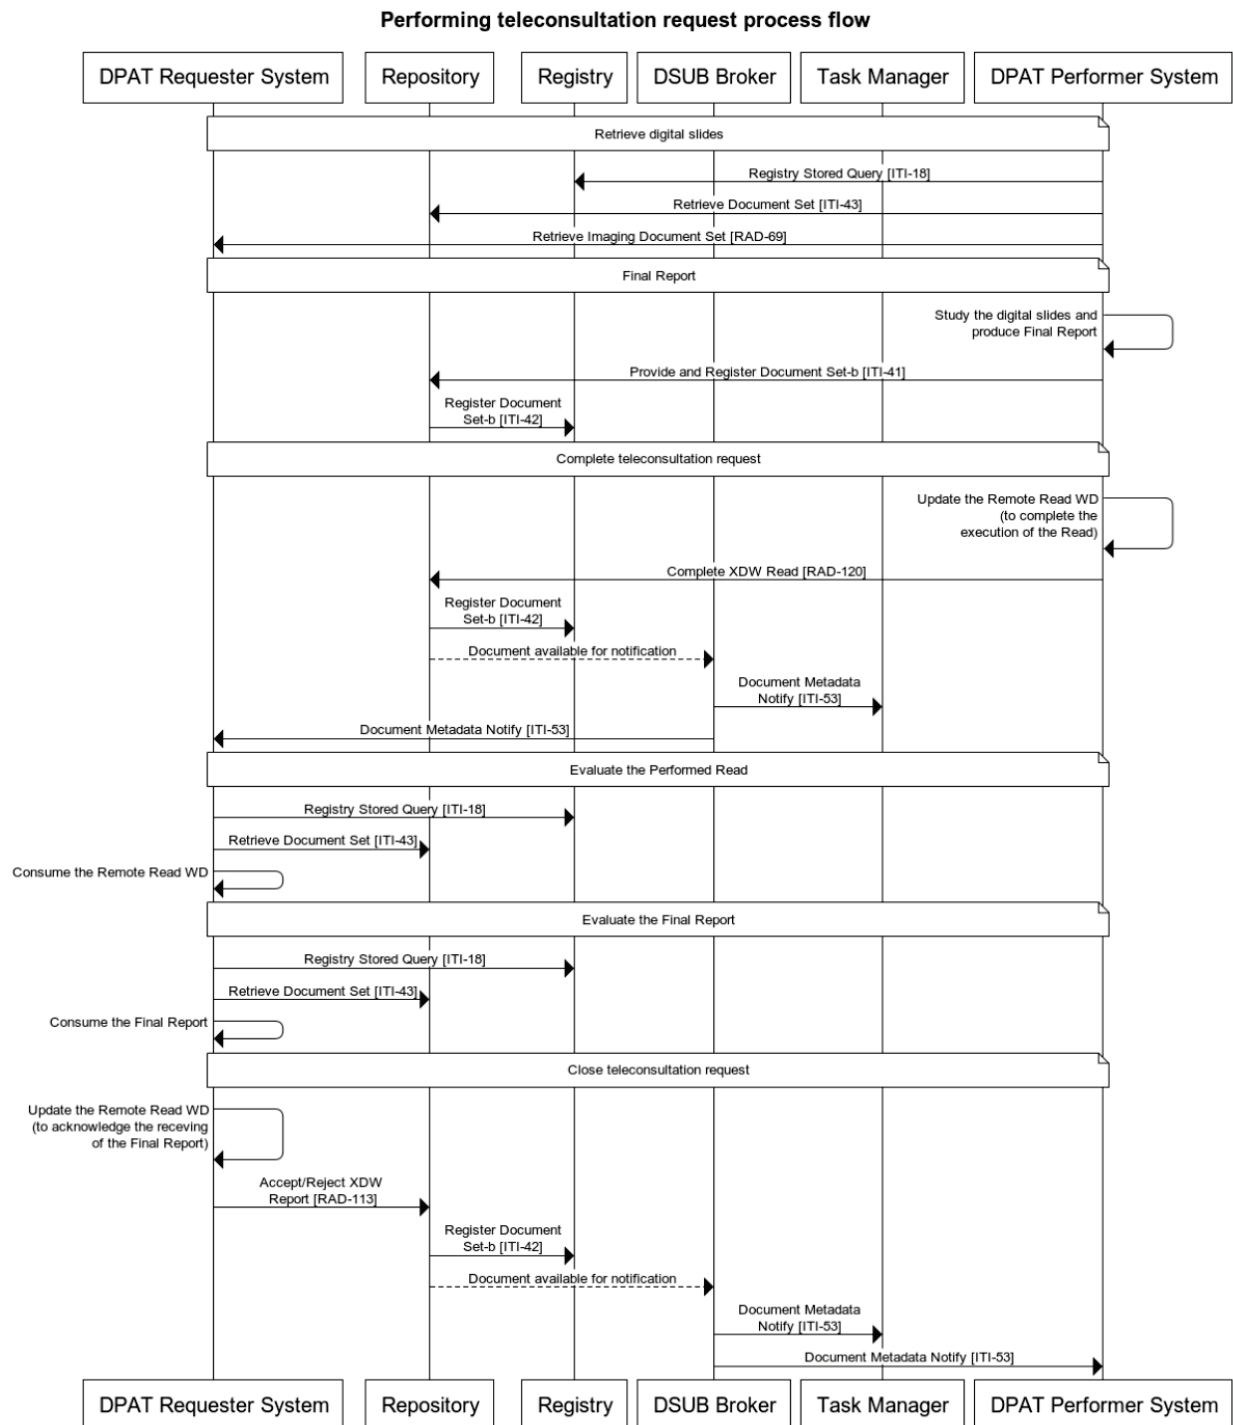 Performing teleconsultation request process flow
DPAT Requester System
Repository
Registry
DSUB Broker
Task Manager
DPAT Performer System
Retrieve digital slides
Registry Stored Query [ITI-18]
Retrieve Document Set [ITI-43]
Retrieve Imaging Document Set [RAD-69]
Final Report
Study the digital slides and
produce Final Report
Provide and Register Document Set-b [ITI-41]
Register Document
Set-b [ITI-42]
Complete teleconsultation request
Update the Remote Read WD
(to complete the
execution of the Read)
Complete XDW Read [RAD-120]
Register Document
Set-b [ITI-42]
Document available for notification
Document Metadata
Notify [ITI-53]
Document Metadata Notify [ITI-53]
Evaluate the Performed Read
Registry Stored Query [ITI-18]
Retrieve Document Set [ITI-43]
Consume the Remote Read WD
Evaluate the Final Report
Registry Stored Query [ITI-18]
Retrieve Document Set [ITI-43]
Consume the Final Report
Close teleconsultation request
Update the Remote Read WD
(to acknowledge the receving
of the Final Report)
Accept/Reject XDW
Report [RAD-113]
Register Document
Set-b [ITI-42]
Document available for notification
Document Metadata
Notify [ITI-53]
Document Metadata Notify [ITI-53]
DPAT Requester System
Repository
Registry
DSUB Broker
Task Manager
DPAT Performer System